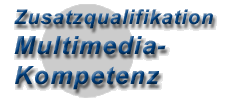 Zusatzqualifikation
Multimedia-
Kompetenz